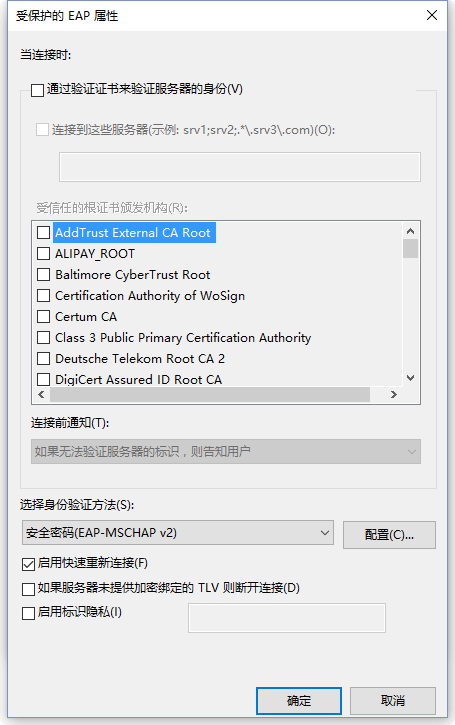 受保护的 EAP 属性
当连接时:
通过验证证书来验证服务器的身份(V)
连接到这些服务器(示例: srv1;srv2;.*\.srv3\.com)(O):
受信任的根证书颁发机构(R):
AddTrust External CA Root
ALIPAY_ROOT
Baltimore CyberTrust Root
Certification Authority of WoSign
Certum CA
Class 3 Public Primary Certification Authority
Deutsche Telekom Root CA 2
DigiCert Assured ID Root CA
连接前通知(T):
如果无法验证服务器的标识，则告知用户
选择身份验证方法(S):
安全密码(EAP-MSCHAP v2)
配置(C)...
启用快速重新连接(F)
如果服务器未提供加密绑定的 TLV 则断开连接(D)
启用标识隐私(I)
确定
取消